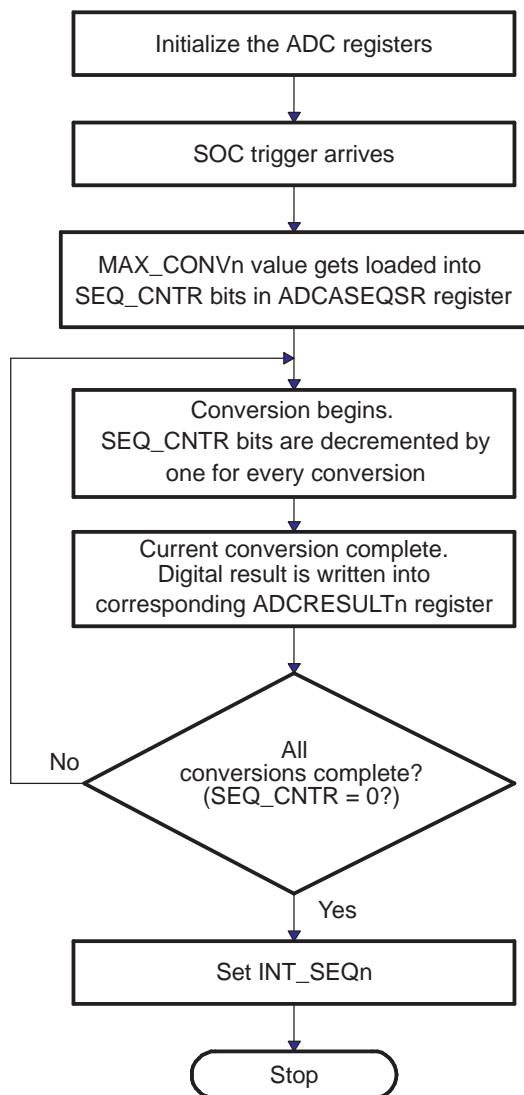 Initialize the ADC registers
SOC trigger arrives
MAX_CONVn value gets loaded into
SEQ_CNTR bits in ADCASEQSR register
Conversion begins.
SEQ_CNTR bits are decremented by
one for every conversion
Current conversion complete.
Digital result is written into
corresponding ADCRESULTn register
All
conversions complete?
(SEQ_CNTR = 0?)
No
Yes
Set INT_SEQn
Stop